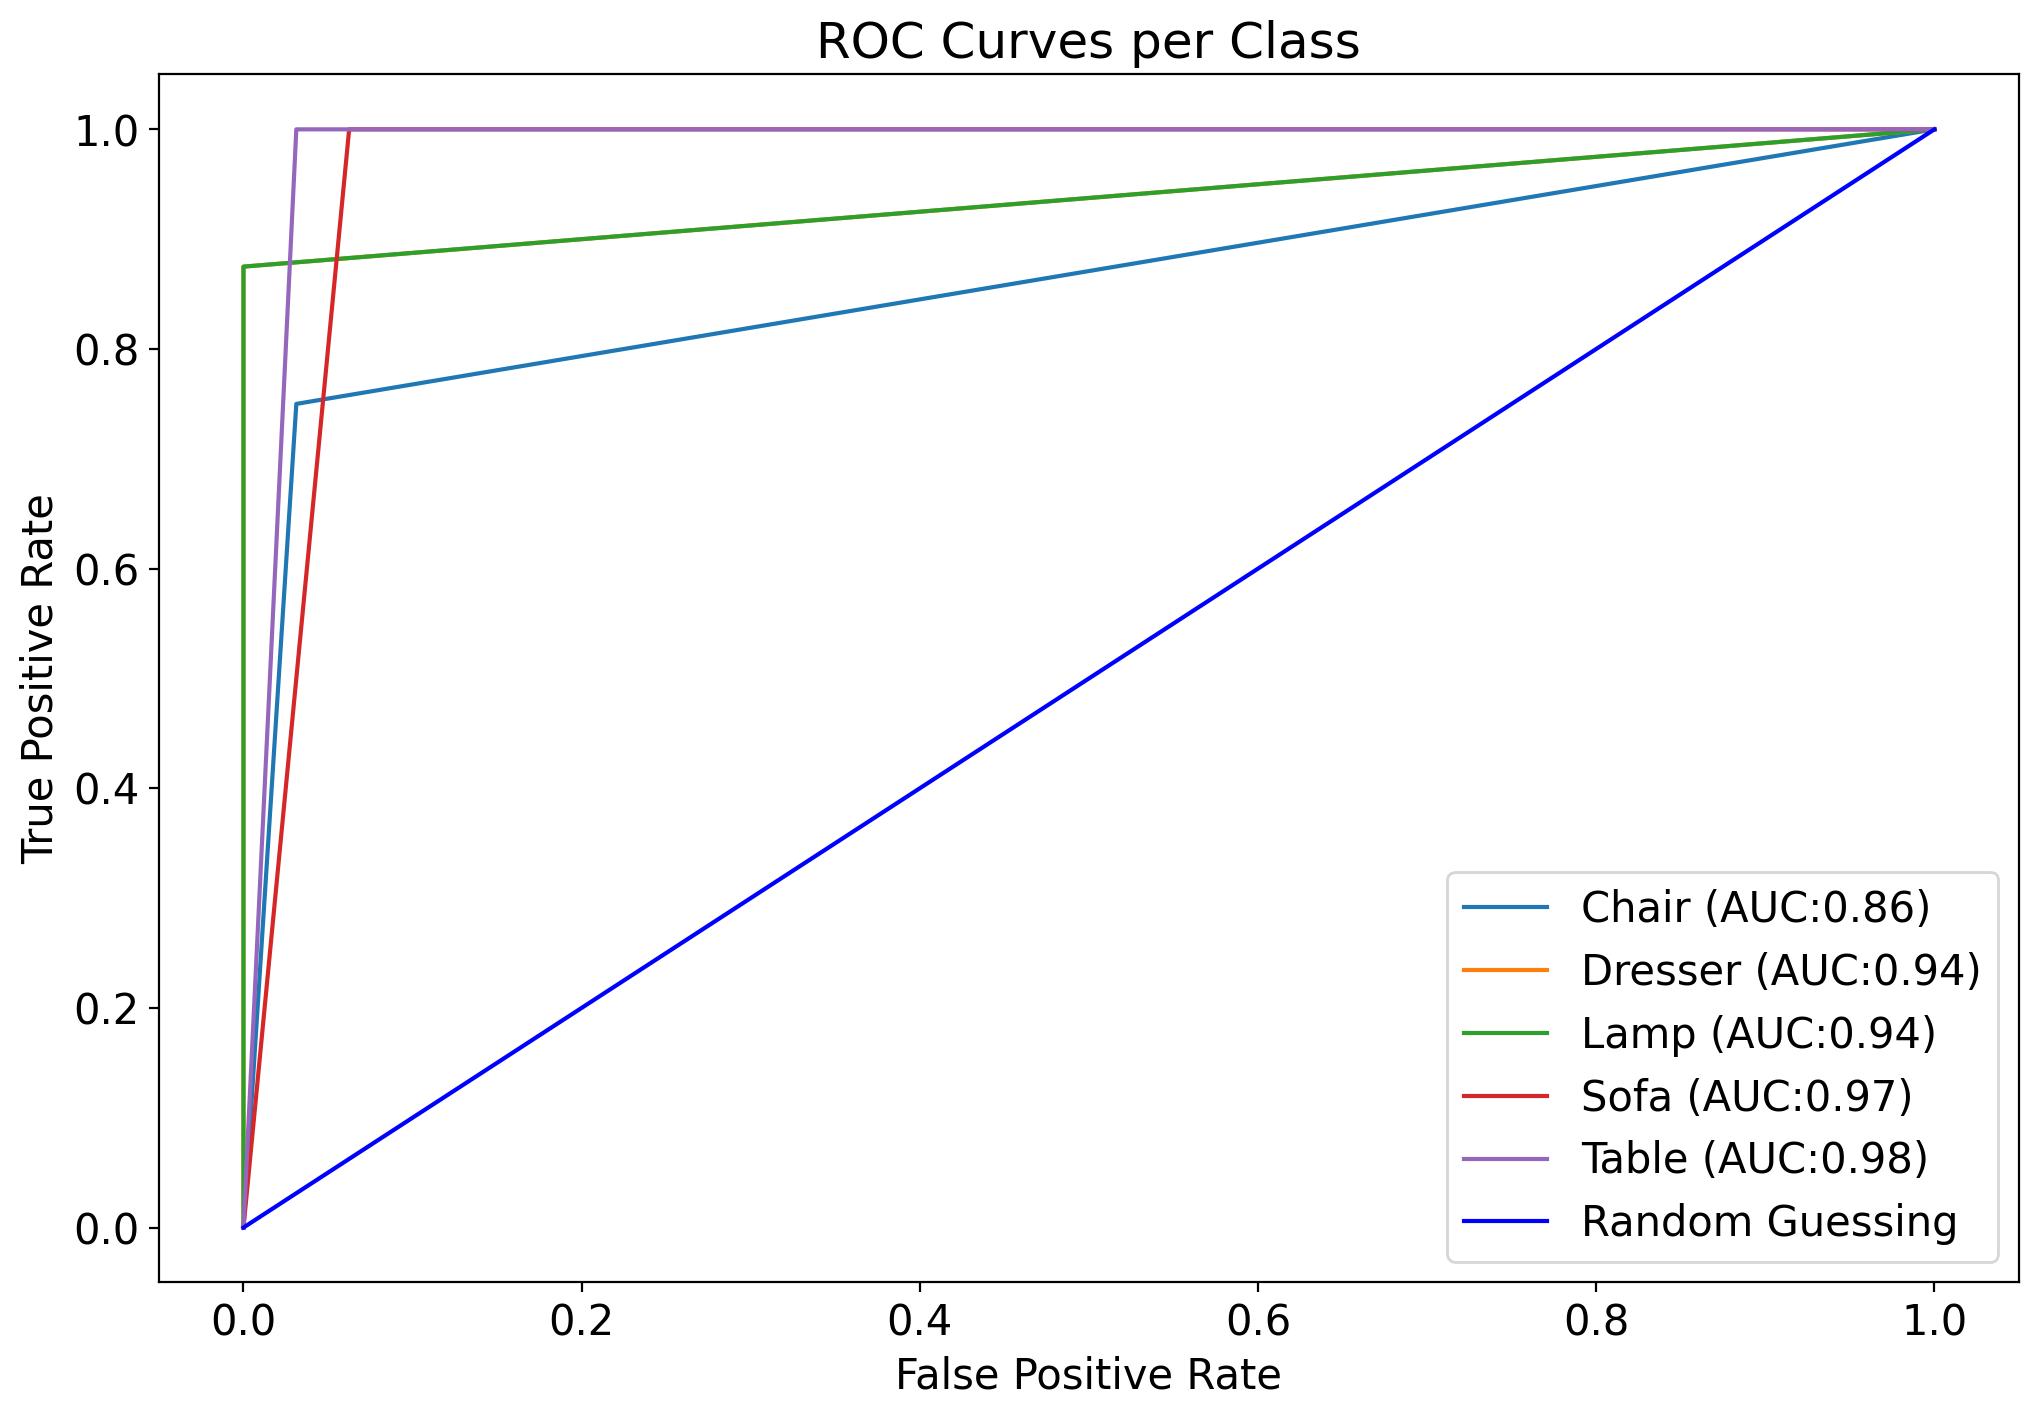 ROC Curves per Class
True Positive Rate
1.0
0.8
0.6
0.4
0.2
0.0
Chair (AUC:0.86)
Dresser (AUC:0.94)
Lamp (AUC:0.94)
Sofa (AUC:0.97)
Table (AUC:0.98)
Random Guessing
0.0 0.2 0.4 0.6 0.8 1.0
False Positive Rate